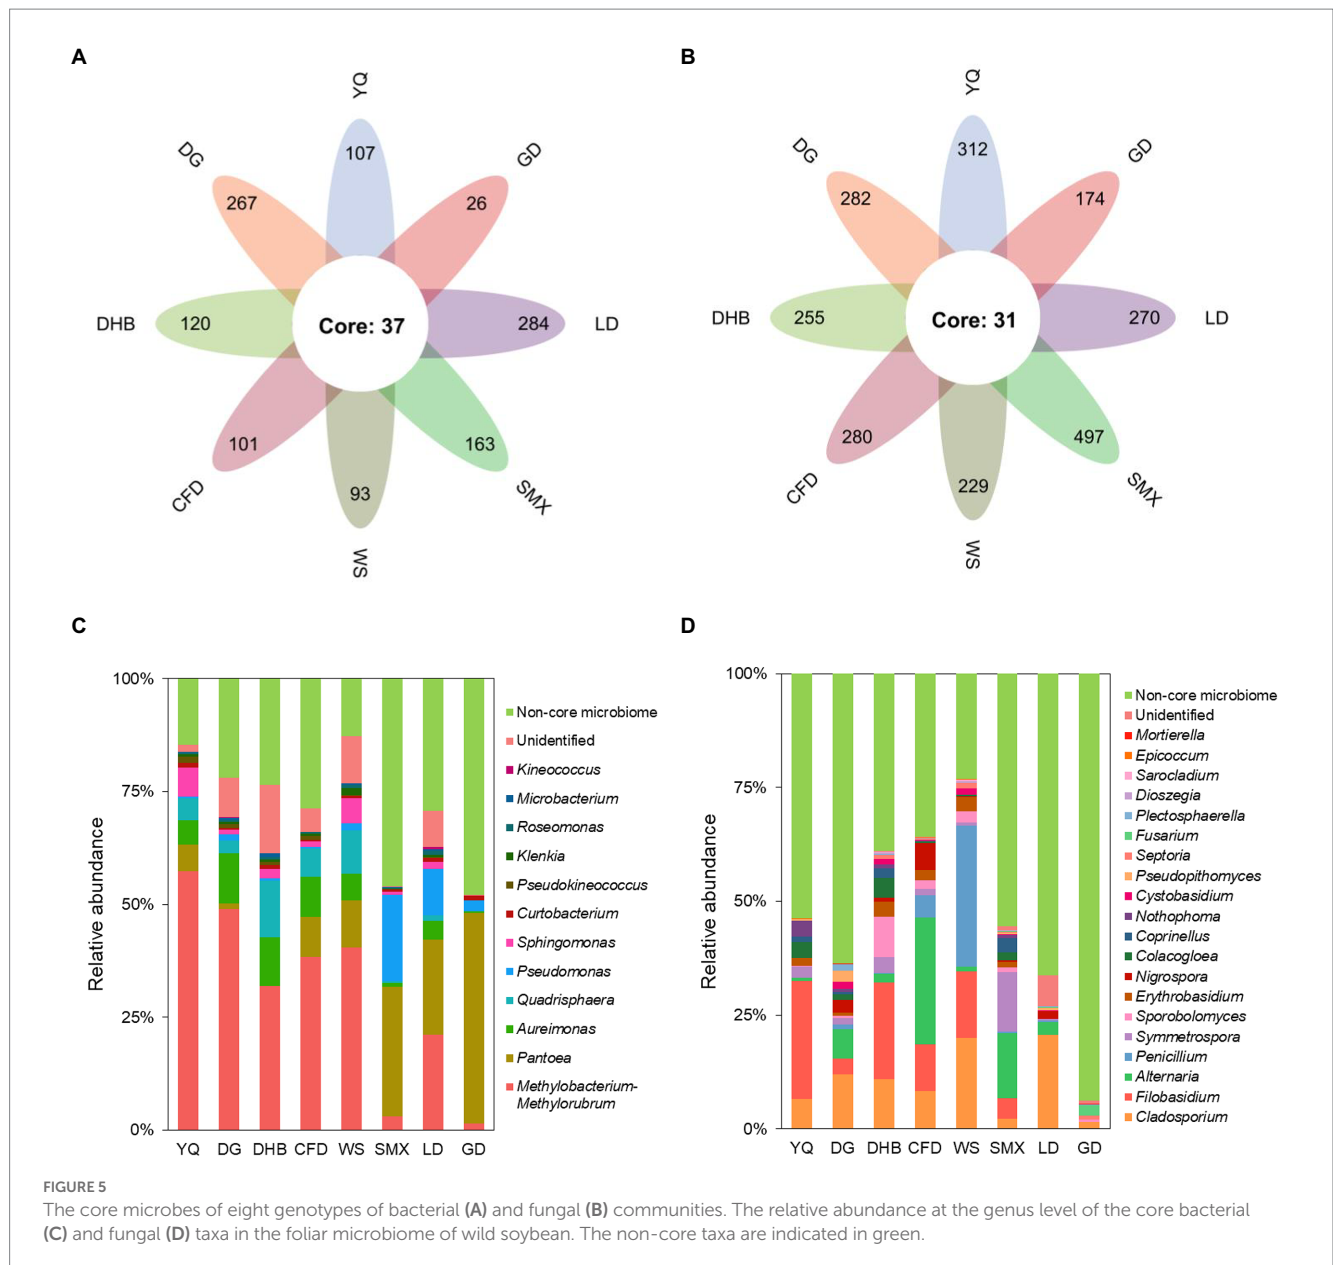 A
B
YQ
DG
GD
107
267
26
DHB
120
Core: 37
284
LD
101
163
CFD
93
SMX
WS
YQ
DG
GD
312
282
174
DHB
255
Core: 31
270
LD
280
497
CFD
229
SMX
WS
C
Relative abundance
100%
75%
50%
25%
0%
YQ DG DHB CFD WS SMX LD GD
Non-core microbiome
Unidentified
Kineococcus
Microbacterium
Roseomonas
Klenkia
Pseudokineococcus
Curtobacterium
Sphingomonas
Pseudomonas
Quadrisphaera
Aureimonas
Pantoea
Methylobacterium-
Methylorubrum
D
Relative abundance
100%
75%
50%
25%
0%
YQ DG DHB CFD WS SMX LD GD
Non-core microbiome
Unidentified
Mortierella
Epicoccum
Sarocladium
Dioszegia
Plectosphaerella
Fusarium
Septoria
Pseudopithomyces
Cystobasidium
Nothophoma
Coprinellus
Colacogloea
Nigrospora
Erythrobasidium
Sporobolomyces
Symmetrospora
Penicillium
Alternaria
Filobasidium
Cladosporium
FIGURE 5
The core microbes of eight genotypes of bacterial (A) and fungal (B) communities. The relative abundance at the genus level of the core bacterial
(C) and fungal (D) taxa in the foliar microbiome of wild soybean. The non-core taxa are indicated in green.